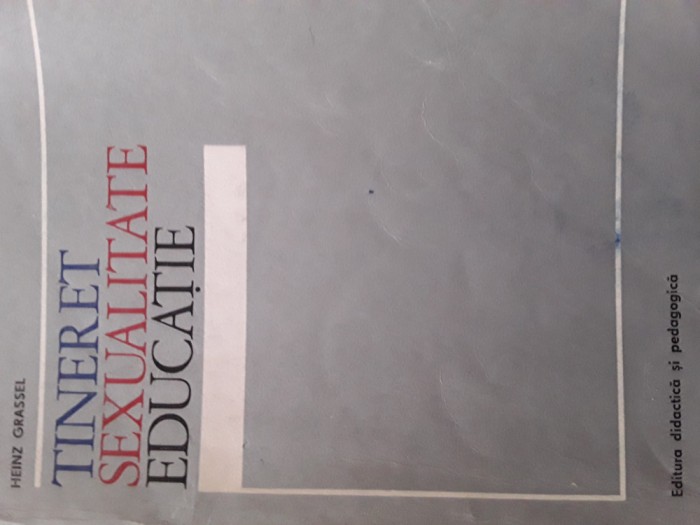 HEINZ GRASSEL
TINERET
SEXUALITATE
EDUCAȚIE
Editura didactică și pedagogică